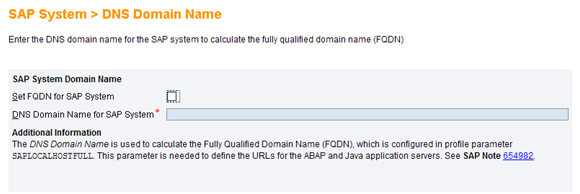 SAP System > DNS Domain Name
Enter the DNS domain name for the SAP system to calculate the fully qualified domain name (FQDN)
SAP System Domain Name
Set FQDN for SAP System
DNS Domain Name for SAP System *
Additional Information
The DNS Domain Name is used to calculate the Fully Qualified Domain Name (FQDN), which is configured in profile parameter
SAPLOCALHOSTFULL. This parameter is needed to define the URLs for the ABAP and Java application servers. See SAP Note 654982.